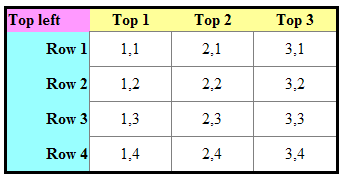 Top left Top 1 Top 2 Top 3
Row 1 1,1 2,1 3,1
Row 2 1,2 2,2 3,2
Row 3 1,3 2,3 3,3
Row 4 1,4 2,4 3,4